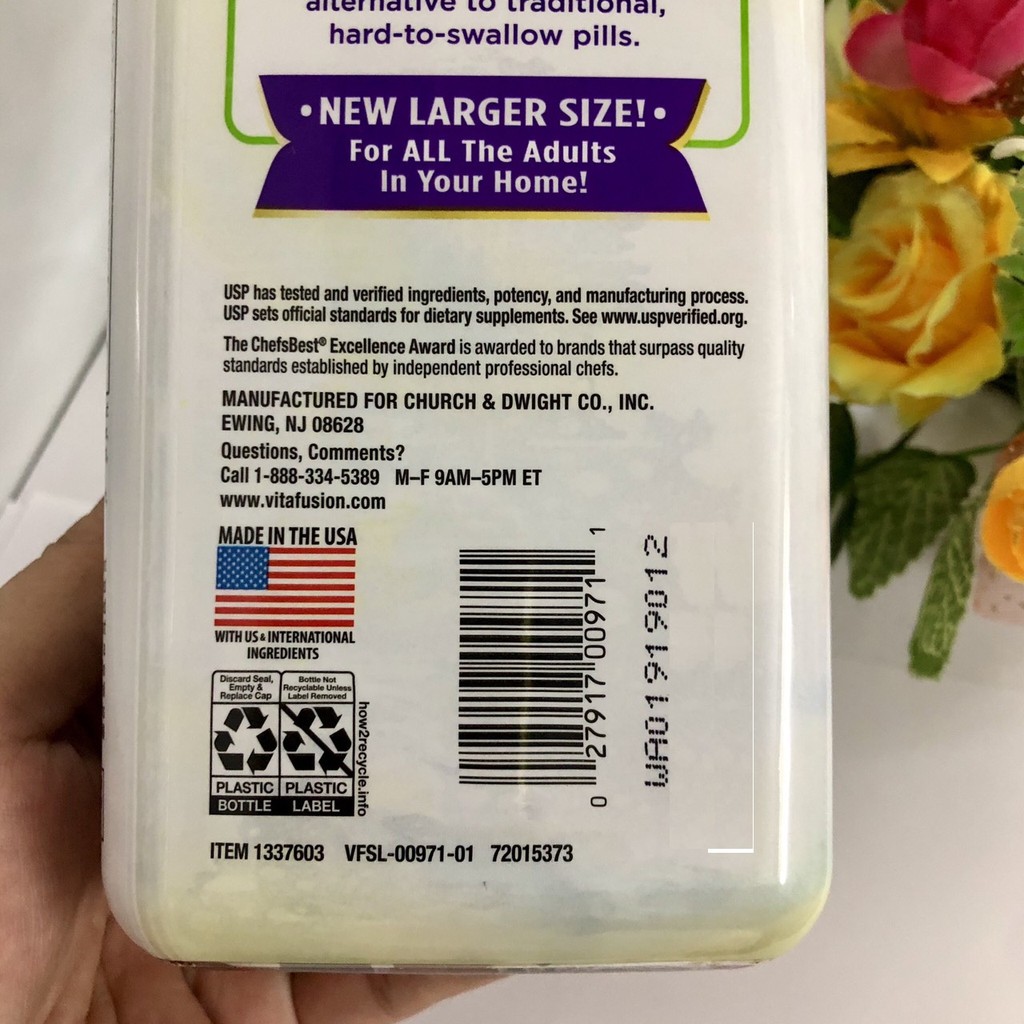 alternative to traditional,
hard-to-swallow pills.
• NEW LARGER SIZE! •
For ALL The Adults
In Your Home!
USP has tested and verified ingredients, potency, and manufacturing process.
USP sets official standards for dietary supplements. See www.uspverified.org.
The ChefsBest® Excellence Award is awarded to brands that surpass quality
standards established by independent professional chefs.
MANUFACTURED FOR CHURCH & DWIGHT CO., INC.
EWING, NJ 08628
Questions, Comments?
Call 1-888-334-5389 M–F 9AM–5PM ET
www.vitafusion.com
MADE IN THE USA
WITH US & INTERNATIONAL
INGREDIENTS
Discard Seal,
Empty &
Replace Cap
PLASTIC
BOTTLE
Bottle Not
Recyclable Unless
Label Removed
PLASTIC
LABEL
how2recycle.info
0 27917 00971 1
WA01919012
ITEM 1337603 VFSL-00971-01 72015373